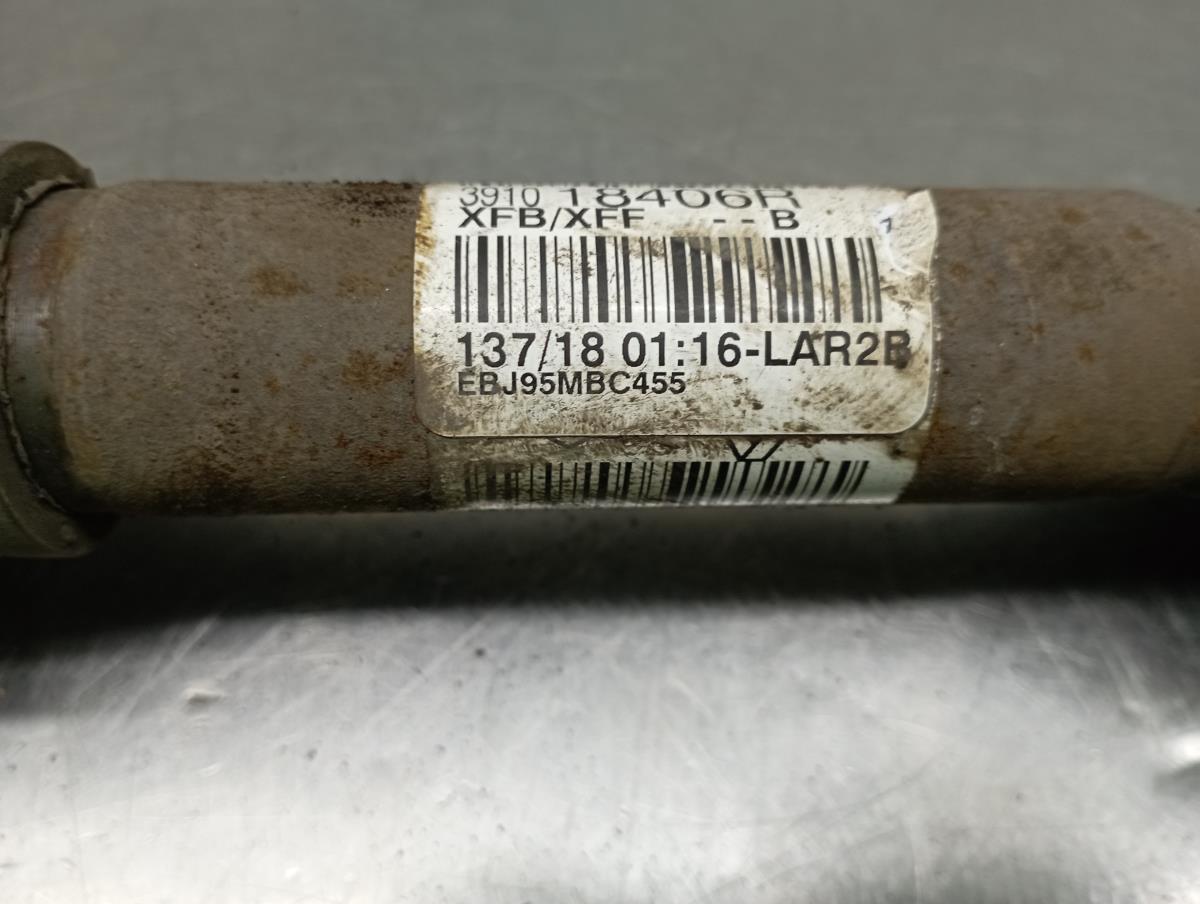 3910 18406R
XFB/XFF - - B
137/18 01:16-LAR2B
EBJ95MBC455